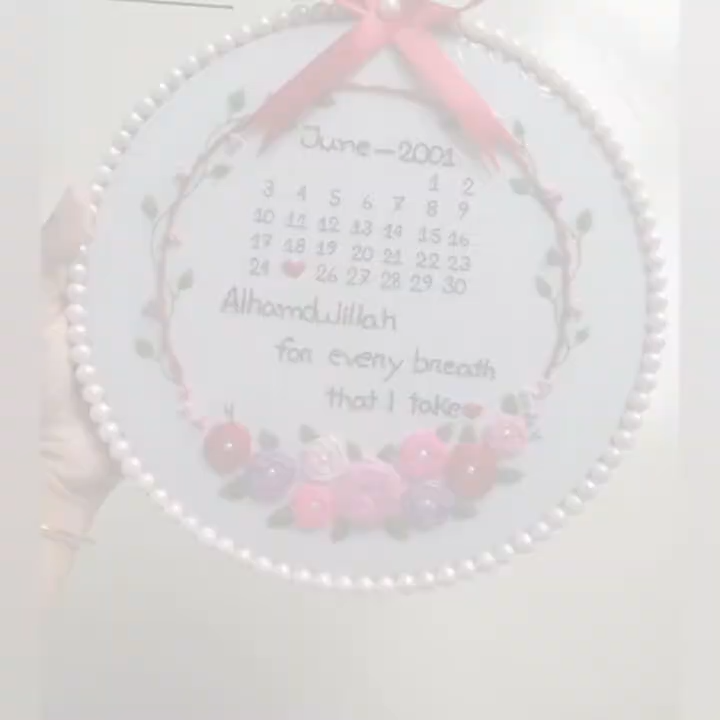 June-2001
1 2
3 4 5 6 7 8 9
10 11 12 13 14 15 16
17 18 19 20 21 22 23
24 26 27 28 29 30
Alhamdulillah
for every breath
that I take